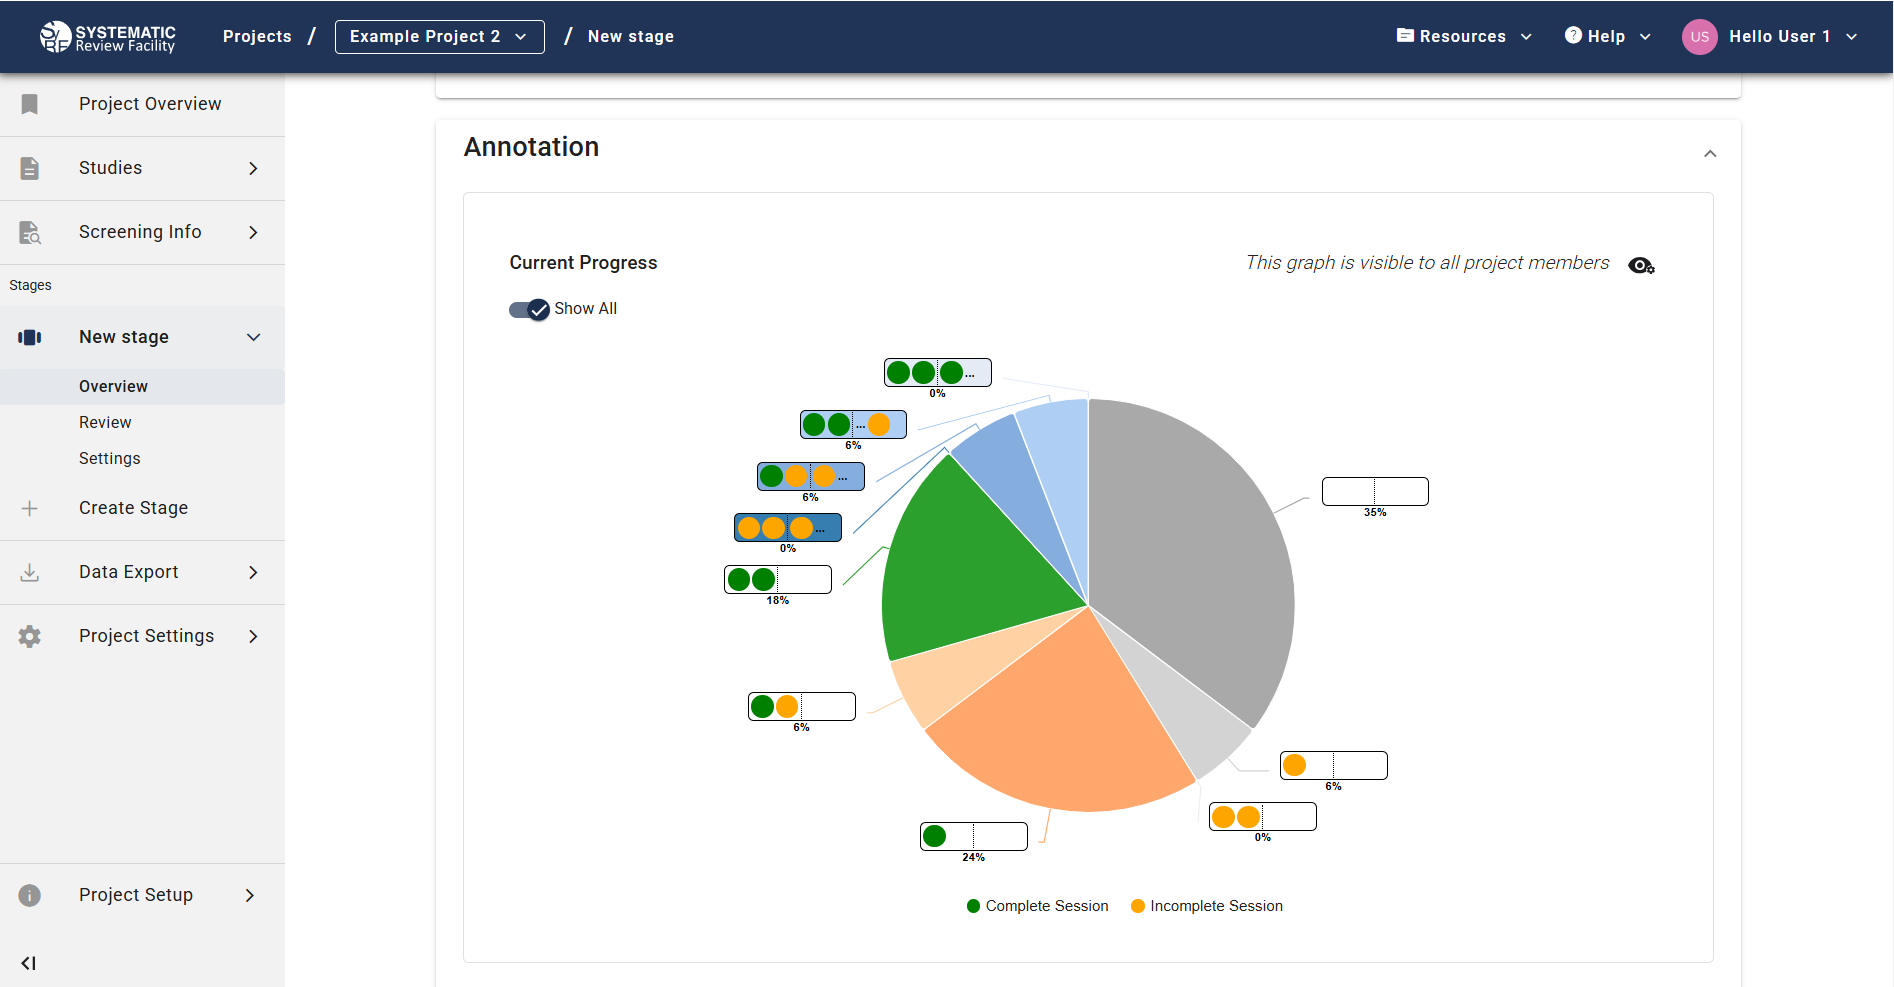 SYSTEMATIC
Review Facility
SyRF
Projects / Example Project 2 / New stage
Resources
? Help
US Hello User 1
Project Overview
Studies
Screening Info
Stages
New stage
Overview
Review
Settings
Create Stage
Data Export
Project Settings
Project Setup
Annotation
Current Progress
This graph is visible to all project members
Show All
...
0%
...
6%
...
6%
...
0%
18%
6%
24%
35%
6%
0%
Complete Session
Incomplete Session